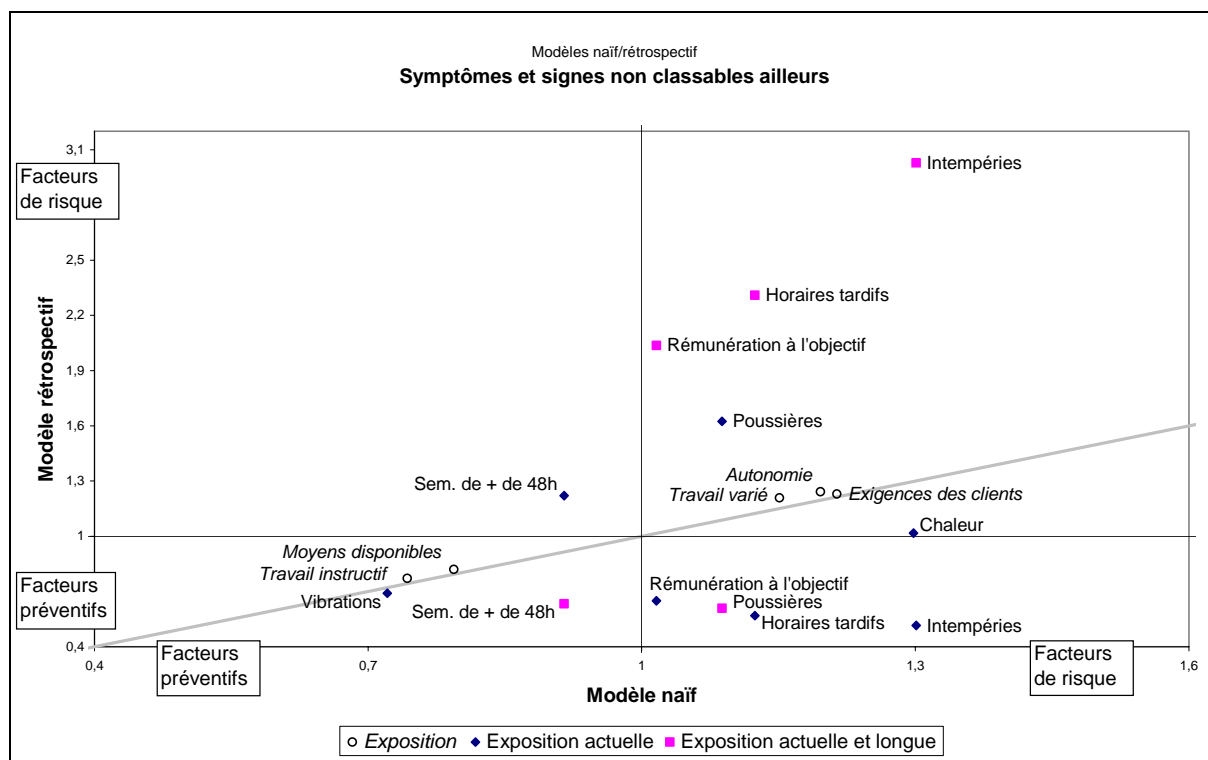 Modèles naïf/rétrospectif
Symptômes et signes non classables ailleurs
3,1
Facteurs
de risque
Intempéries
2,5
Horaires tardifs
2,2
Rémunération à l'objectif
1,9
Modèle rétrospectif
1,6
Poussières
1,3
Sem. de + de 48h
Autonomie
Travail varié
Exigences des clients
Chaleur
1
Moyens disponibles
Travail instructif
Facteurs
préventifs
Vibrations
Sem. de + de 48h
Rémunération à l'objectif
Poussières
Horaires tardifs
Intempéries
0,4
0,4
0,7
1
1,3
1,6
Facteurs
préventifs
Facteurs
de risque
Modèle naïf
Exposition
Exposition actuelle
Exposition actuelle et longue